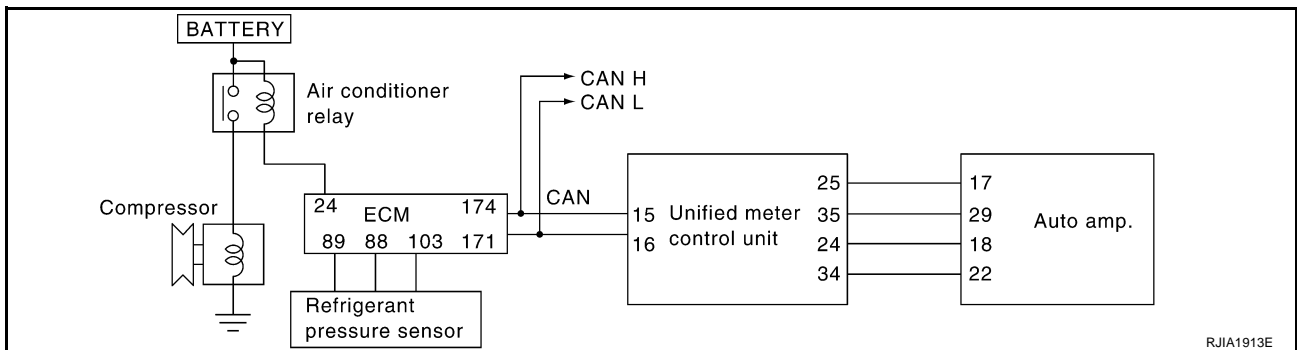 BATTERY
Air conditioner
relay
CAN H
CAN L
Compressor
24
ECM
174
CAN
89
88
103
171
Refrigerant
pressure sensor
15
16
Unified meter
control unit
25
35
24
34
17
29
18
22
Auto amp.
RJIA1913E